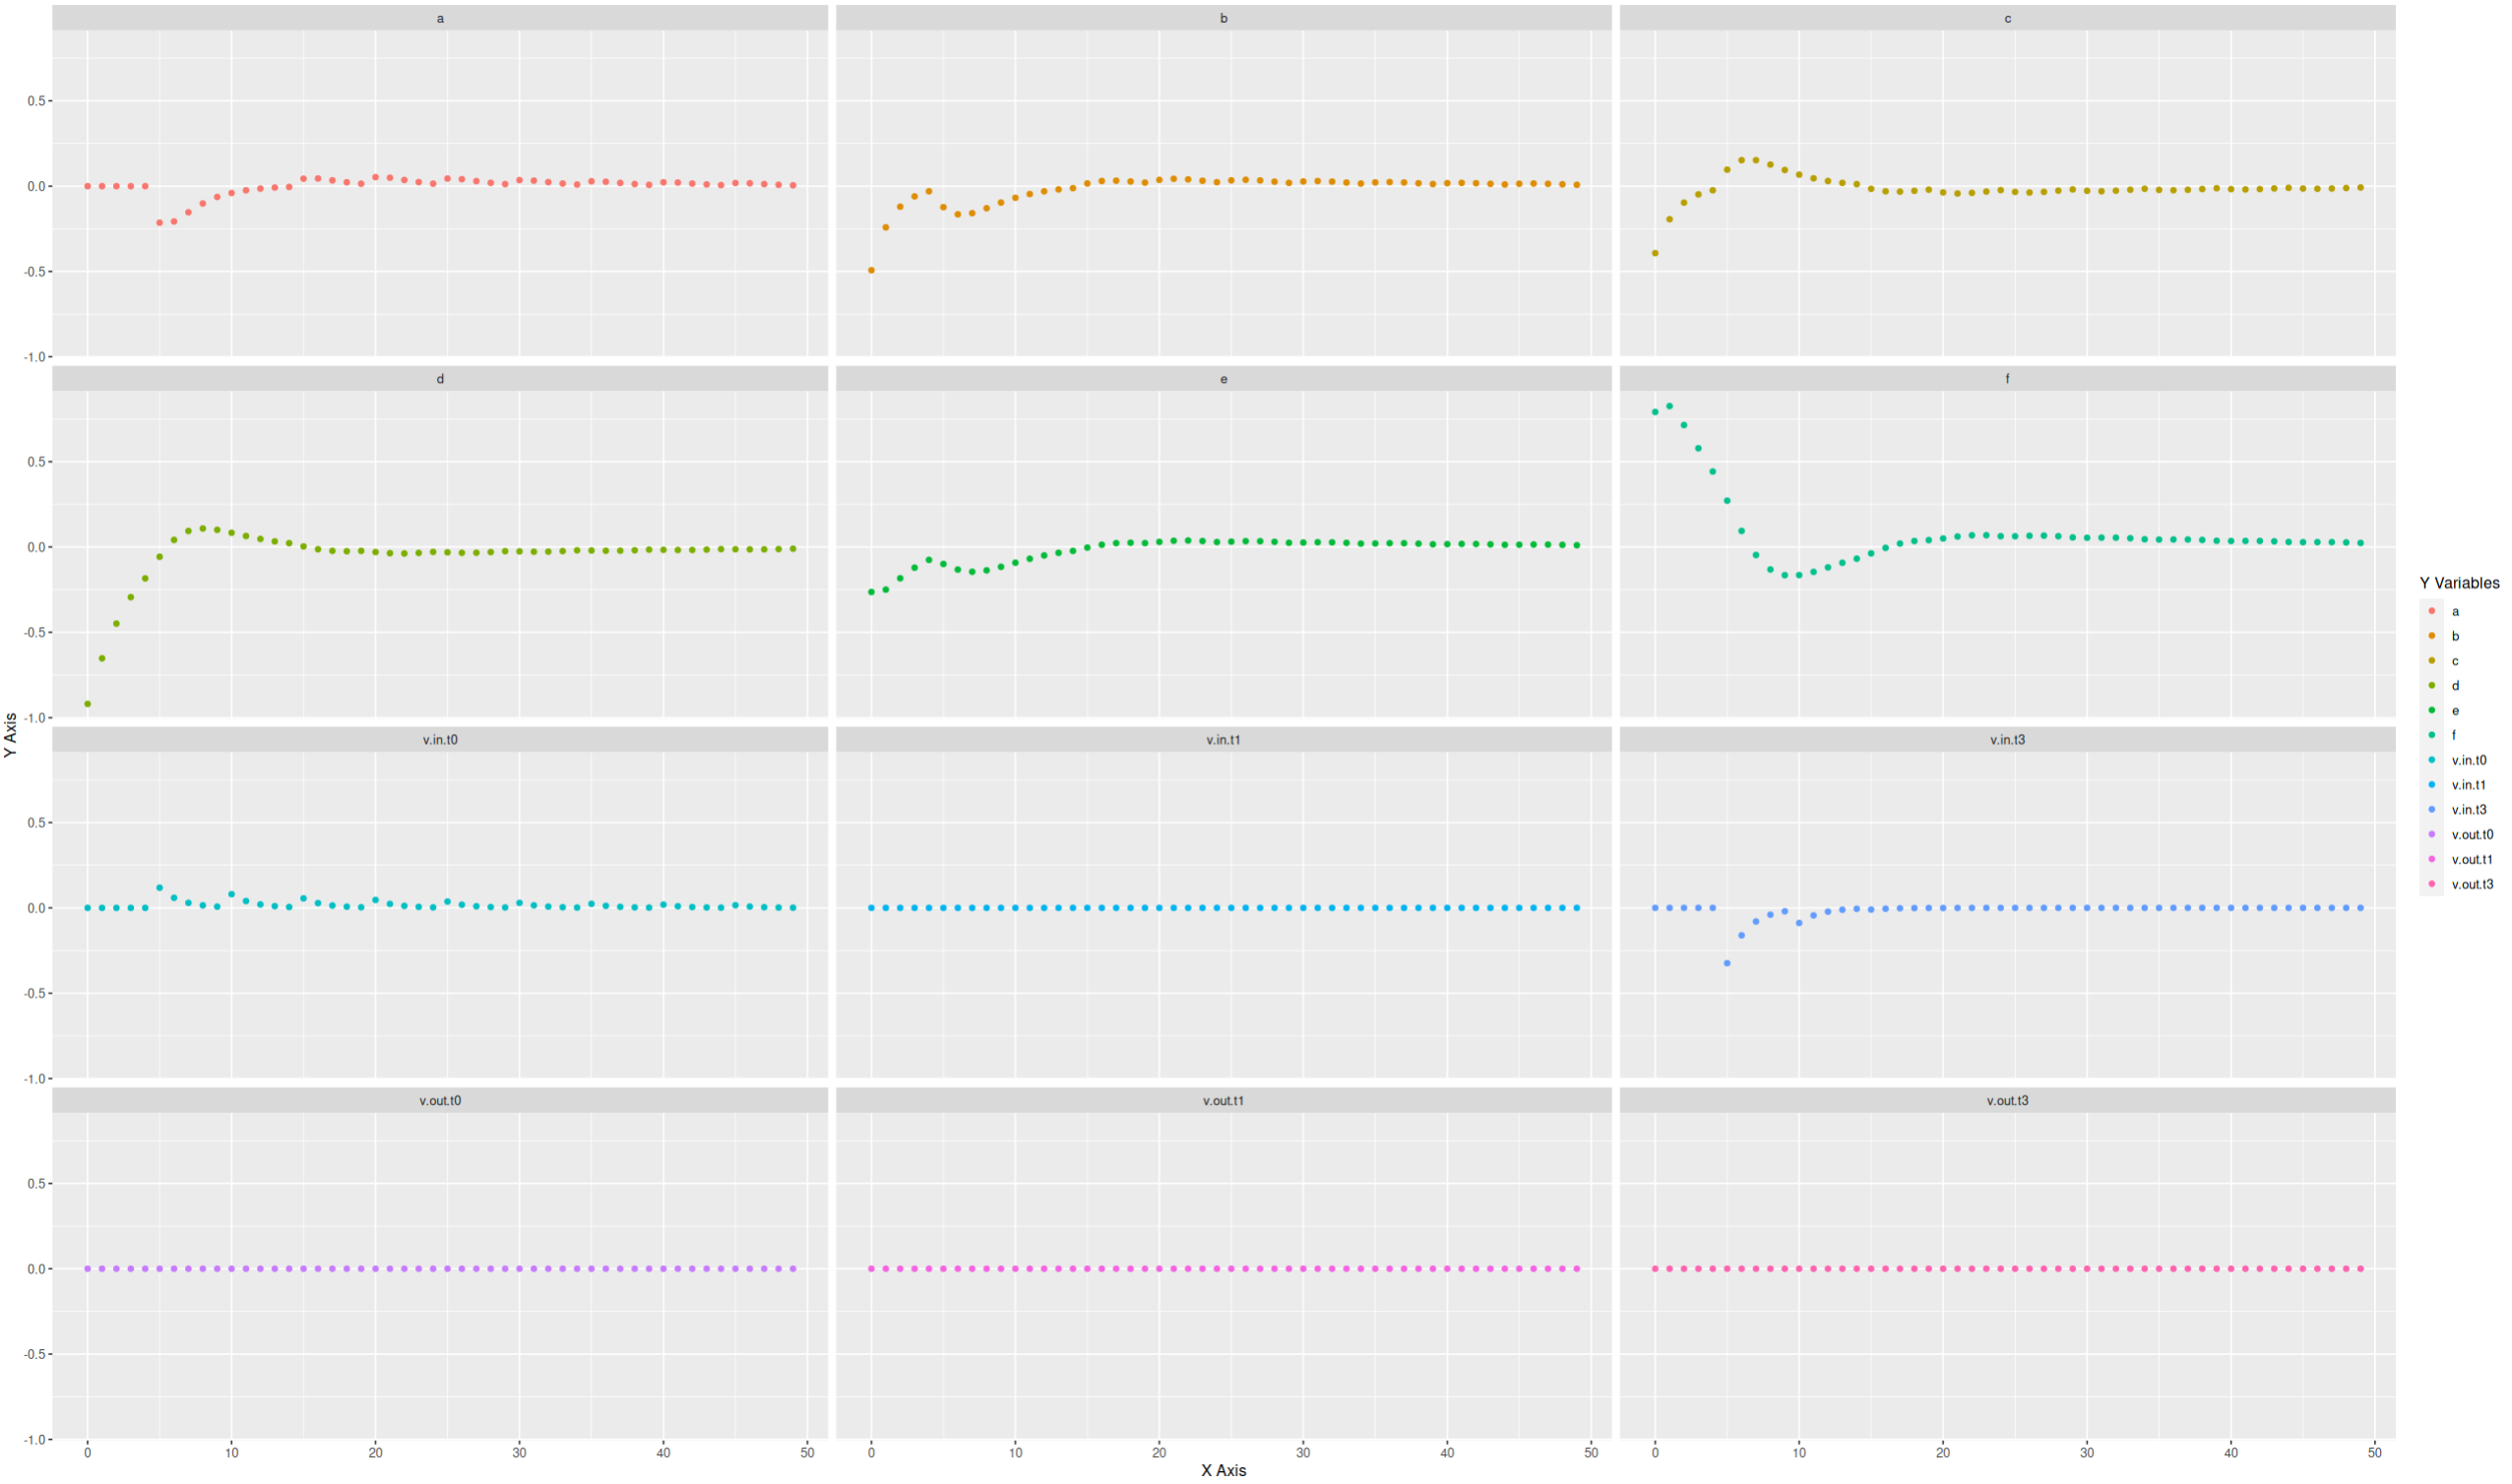 a b c
0.5
0.0
-0.5
-1.0
d e f
0.5
0.0
-0.5
-1.0
v.in.t0 v.in.t1 v.in.t3
0.5
0.0
-0.5
-1.0
v.out.t0 v.out.t1 v.out.t3
0.5
0.0
-0.5
-1.0
0 10 20 30 40 50 0 10 20 30 40 50 0 10 20 30 40 50
X Axis
Y Axis
Y Variables
a
b
c
d
e
f
v.in.t0
v.in.t1
v.in.t3
v.out.t0
v.out.t1
v.out.t3